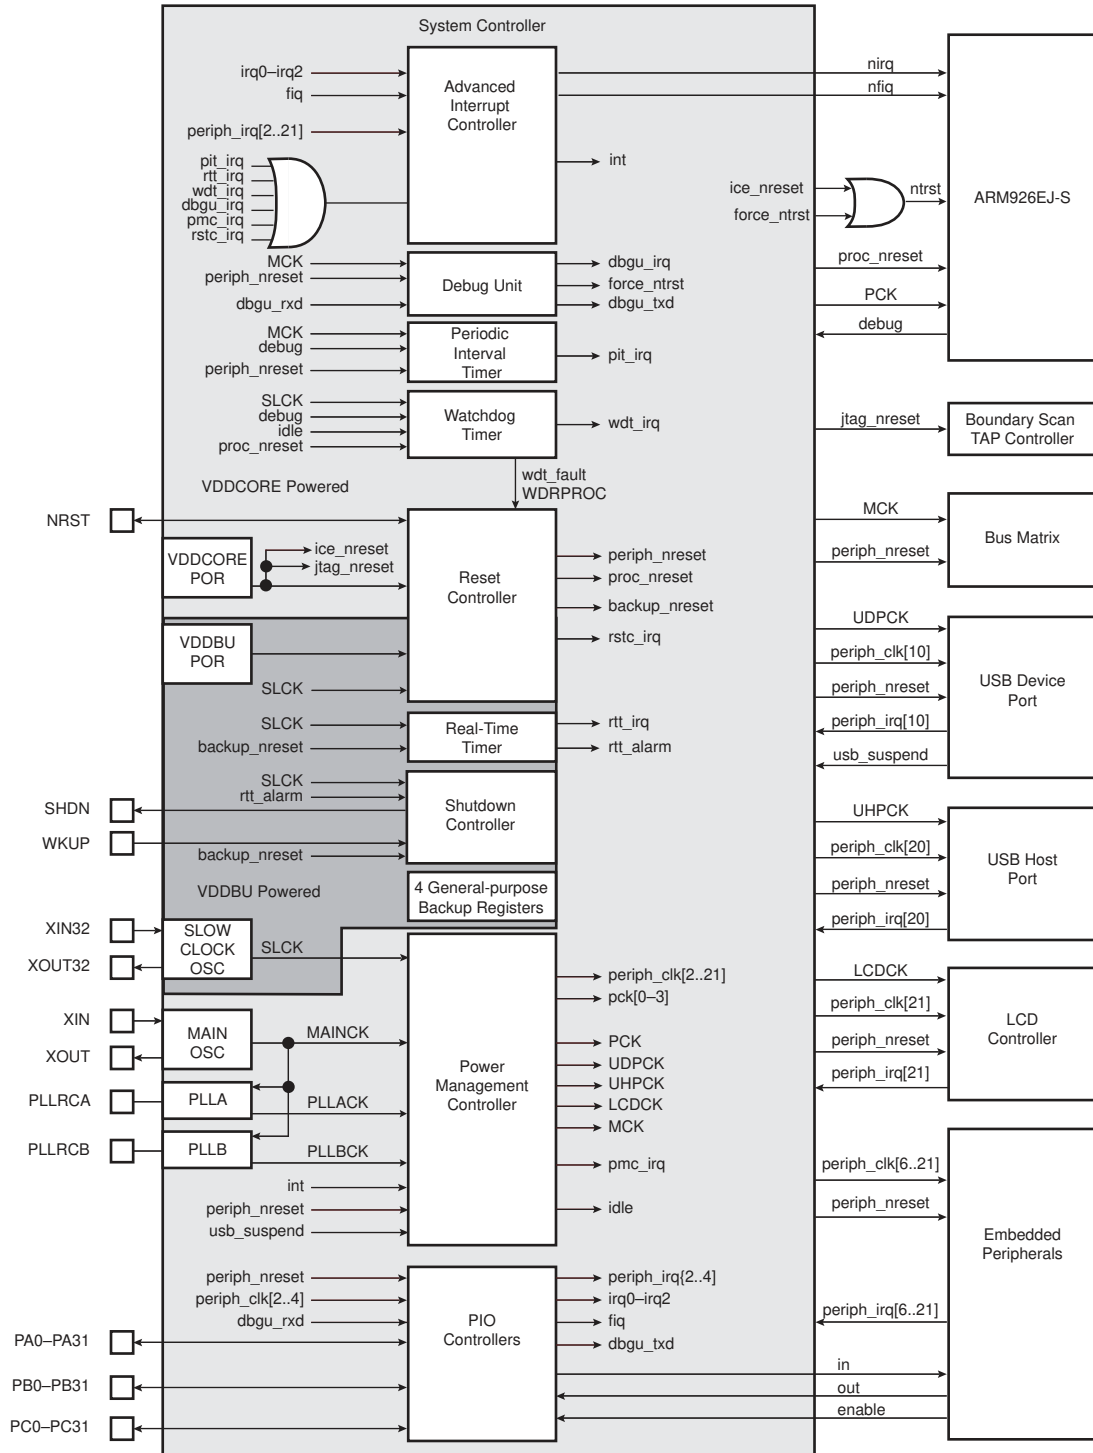 System Controller
irq0–irq2
fiq
periph_irq[2..21]
pit_irq
rtt_irq
wdt_irq
dbgu_irq
pmc_irq
rstc_irq
Advanced
Interrupt
Controller
int
nirq
nfiq
ice_nreset
force_ntrst
ntrst
ARM926EJ-S
proc_nreset
PCK
debug
MCK
periph_nreset
dbgu_rxd
Debug Unit
dbgu_irq
force_ntrst
dbgu_txd
MCK
debug
periph_nreset
Periodic
Interval
Timer
pit_irq
SLCK
debug
idle
proc_nreset
Watchdog
Timer
wdt_irq
jtag_nreset
Boundary Scan
TAP Controller
wdt_fault
WDRPROC
VDDCORE Powered
NRST
VDDCORE
POR
ice_nreset
jtag_nreset
Reset
Controller
periph_nreset
proc_nreset
backup_nreset
rstc_irq
MCK
periph_nreset
Bus Matrix
VDDBU
POR
SLCK
UDPCK
periph_clk[10]
periph_nreset
periph_irq[10]
usb_suspend
USB Device
Port
SLCK
backup_nreset
Real-Time
Timer
rtt_irq
rtt_alarm
SLCK
rtt_alarm
SHDN
WKUP
backup_nreset
Shutdown
Controller
UHPCK
periph_clk[20]
periph_nreset
periph_irq[20]
USB Host
Port
VDDBU Powered
4 General-purpose
Backup Registers
XIN32
XOUT32
SLOW
CLOCK
OSC
SLCK
XIN
XOUT
MAIN
OSC
MAINCK
PLLRCA
PLLA
PLLACK
PLLRCB
PLLB
PLLBCK
int
periph_nreset
usb_suspend
Power
Management
Controller
periph_clk[2..21]
pck[0–3]
PCK
UDPCK
UHPCK
LCDCK
MCK
pmc_irq
idle
LCDCK
periph_clk[21]
periph_nreset
periph_irq[21]
LCD
Controller
periph_clk[6..21]
periph_nreset
periph_irq[6..21]
in
out
enable
Embedded
Peripherals
periph_nreset
periph_clk[2..4]
dbgu_rxd
PA0–PA31
PB0–PB31
PC0–PC31
PIO
Controllers
periph_irq{2..4]
irq0–irq2
fiq
dbgu_txd